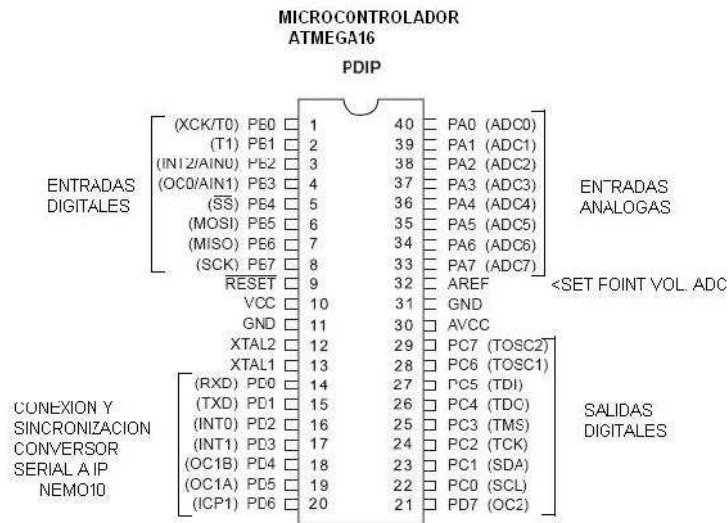 MICROCONTROLADOR
ATMEGA16
PDIP
(XCK/T0) PB0 1
(T1) PB1 2
(INT2/AIN0) PB2 3
(OC0/AIN1) PB3 4
(SS) PB4 5
(MOSI) PB5 6
(MISO) PB6 7
(SCK) PB7 8
RESET 9
VCC 10
GND 11
XTAL2 12
XTAL1 13
(RXD) PD0 14
(TXD) PD1 15
(INT0) PD2 16
(INT1) PD3 17
(OC1B) PD4 18
(OC1A) PD5 19
(ICP1) PD6 20
40 PA0 (ADC0)
39 PA1 (ADC1)
38 PA2 (ADC2)
37 PA3 (ADC3)
36 PA4 (ADC4)
35 PA5 (ADC5)
34 PA6 (ADC6)
33 PA7 (ADC7)
32 AREF
31 GND
30 AVCC
29 PC7 (TOSC2)
28 PC6 (TOSC1)
27 PC5 (TDI)
26 PC4 (TDO)
25 PC3 (TMS)
24 PC2 (TCK)
23 PC1 (SDA)
22 PC0 (SCL)
21 PD7 (OC2)
ENTRADAS
DIGITALES
CONEXION Y
SINCRONIZACION
CONVERSOR
SERIAL A IP
NEMO10
ENTRADAS
ANALOGAS
<SET POINT VOL. ADC
SALIDAS
DIGITALES